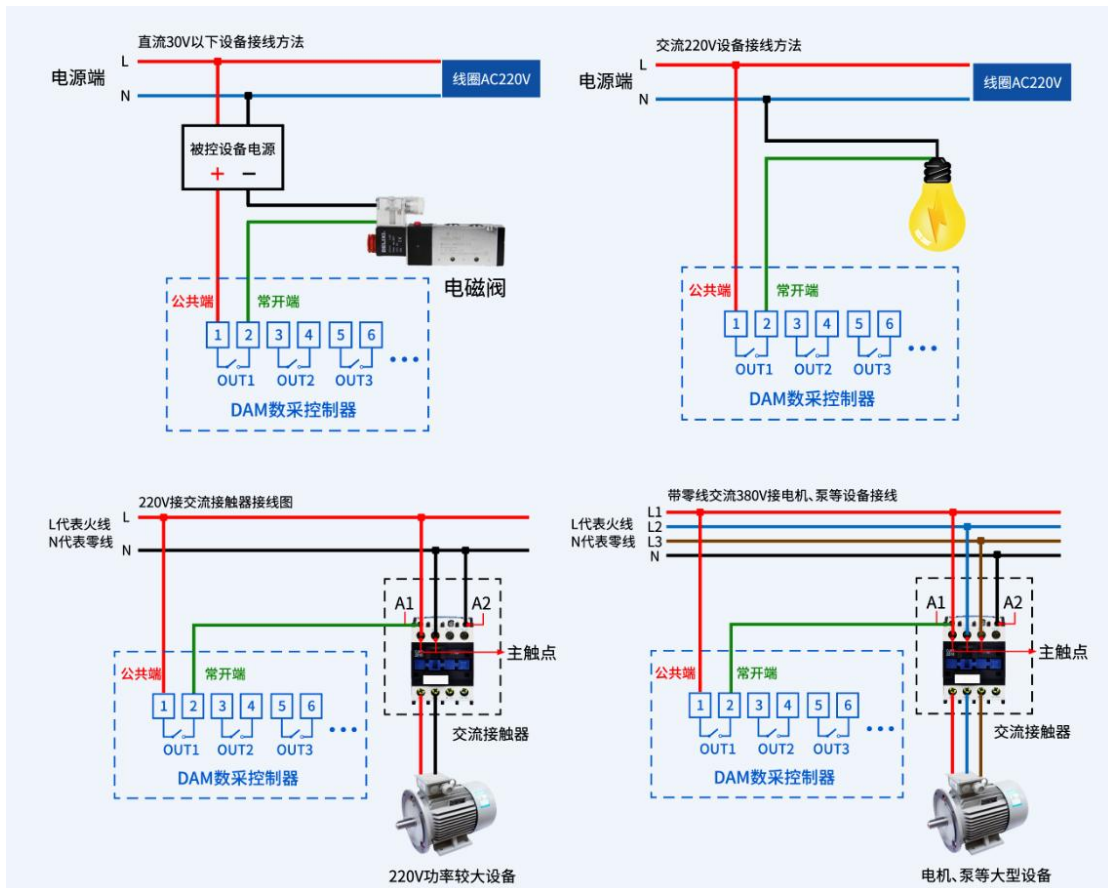 直流30V以下设备接线方法
L
电源端
N
线圈AC220V
被控设备电源
+ −
电磁阀
公共端 常开端
1 2 3 4 5 6
OUT1 OUT2 OUT3
DAM数采控制器
交流220V设备接线方法
L
电源端
N
线圈AC220V
公共端 常开端
1 2 3 4 5 6
OUT1 OUT2 OUT3
DAM数采控制器
220V接交流接触器接线图
L代表火线 L
N代表零线 N
A1 A2
主触点
公共端 常开端
1 2 3 4 5 6
OUT1 OUT2 OUT3
交流接触器
DAM数采控制器
220V功率较大设备
带零线交流380V接电机、泵等设备接线
L1
L代表火线 L2
N代表零线 L3
N
A1 A2
主触点
公共端 常开端
1 2 3 4 5 6
OUT1 OUT2 OUT3
交流接触器
DAM数采控制器
电机、泵等大型设备